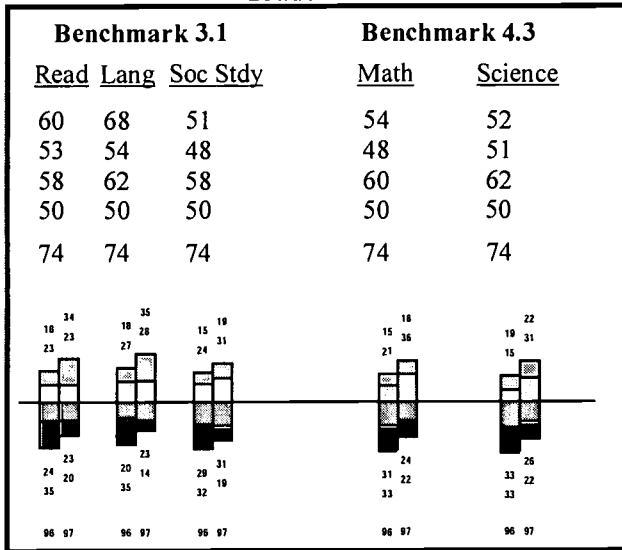 Benchmark 3.1 Benchmark 4.3
Read Lang Soc Stdy Math Science
60 68 51 54 52
53 54 48 48 51
58 62 58 60 62
50 50 50 50 50
74 74 74 74 74
34 35 19 16 22
16 23 18 28 15 31 15 36 19 31
23 27 24 21 15
23 23 31 24 26
24 20 20 14 29 19 31 22 33 22
35 35 32 33 33
96 97 96 97 96 97 96 97 96 97